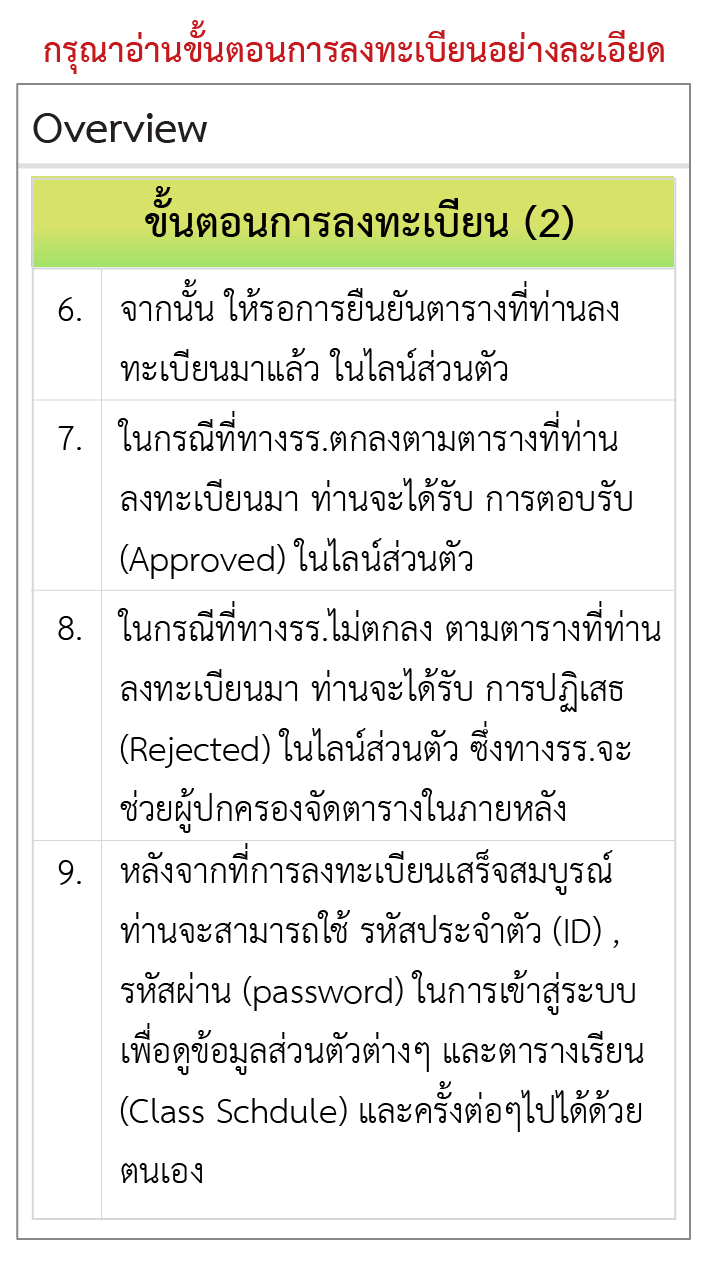 กรุณาอ่านขั้นตอนการลงทะเบียนอย่างละเอียด
Overview
ขั้นตอนการลงทะเบียน (2)
6. จากนั้น ให้รอการยืนยันตารางที่ท่านลง
ทะเบียนมาแล้ว ในไลน์ส่วนตัว
7. ในกรณีที่ทางรร.ตกลงตามตารางที่ท่าน
ลงทะเบียนมา ท่านจะได้รับ การตอบรับ
(Approved) ในไลน์ส่วนตัว
8. ในกรณีที่ทางรร.ไม่ตกลง ตามตารางที่ท่าน
ลงทะเบียนมา ท่านจะได้รับ การปฏิเสธ
(Rejected) ในไลน์ส่วนตัว ซึ่งทางรร.จะ
ช่วยผู้ปกครองจัดตารางในภายหลัง
9. หลังจากที่การลงทะเบียนเสร็จสมบูรณ์
ท่านจะสามารถใช้ รหัสประจำตัว (ID) ,
รหัสผ่าน (password) ในการเข้าสู่ระบบ
เพื่อดูข้อมูลส่วนตัวต่างๆ และตารางเรียน
(Class Schdule) และครั้งต่อๆไปได้ด้วย
ตนเอง